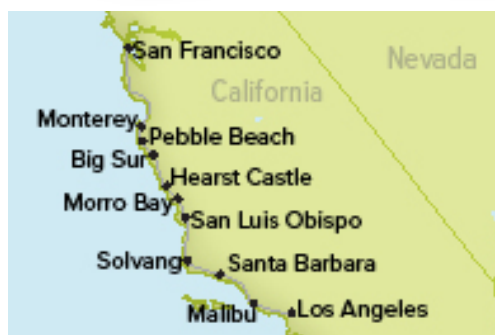 San Francisco
Nevada
California
Monterey
Pebble Beach
Big Sur
Hearst Castle
Morro Bay
San Luis Obispo
Solvang
Santa Barbara
Malibu
Los Angeles